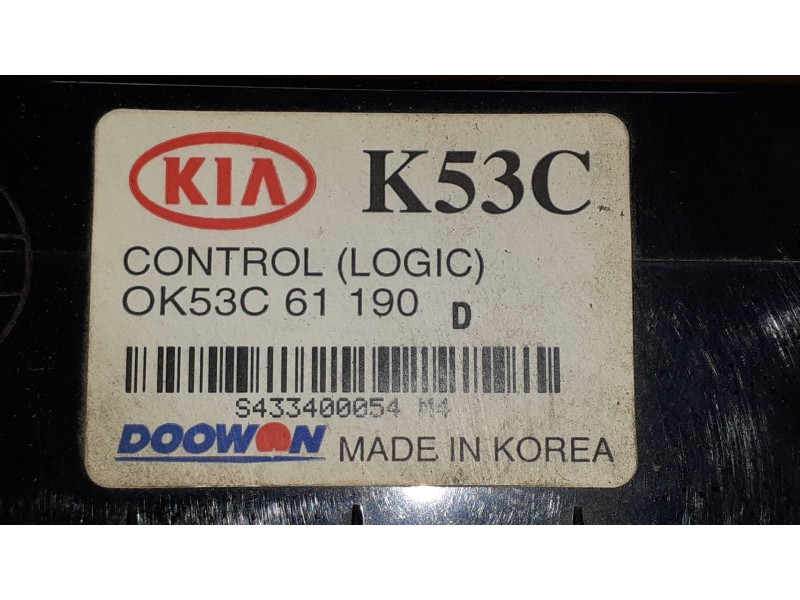 KIA K53C
CONTROL (LOGIC)
OK53C 61 190 D
S433400054 M4
DOOWON MADE IN KOREA